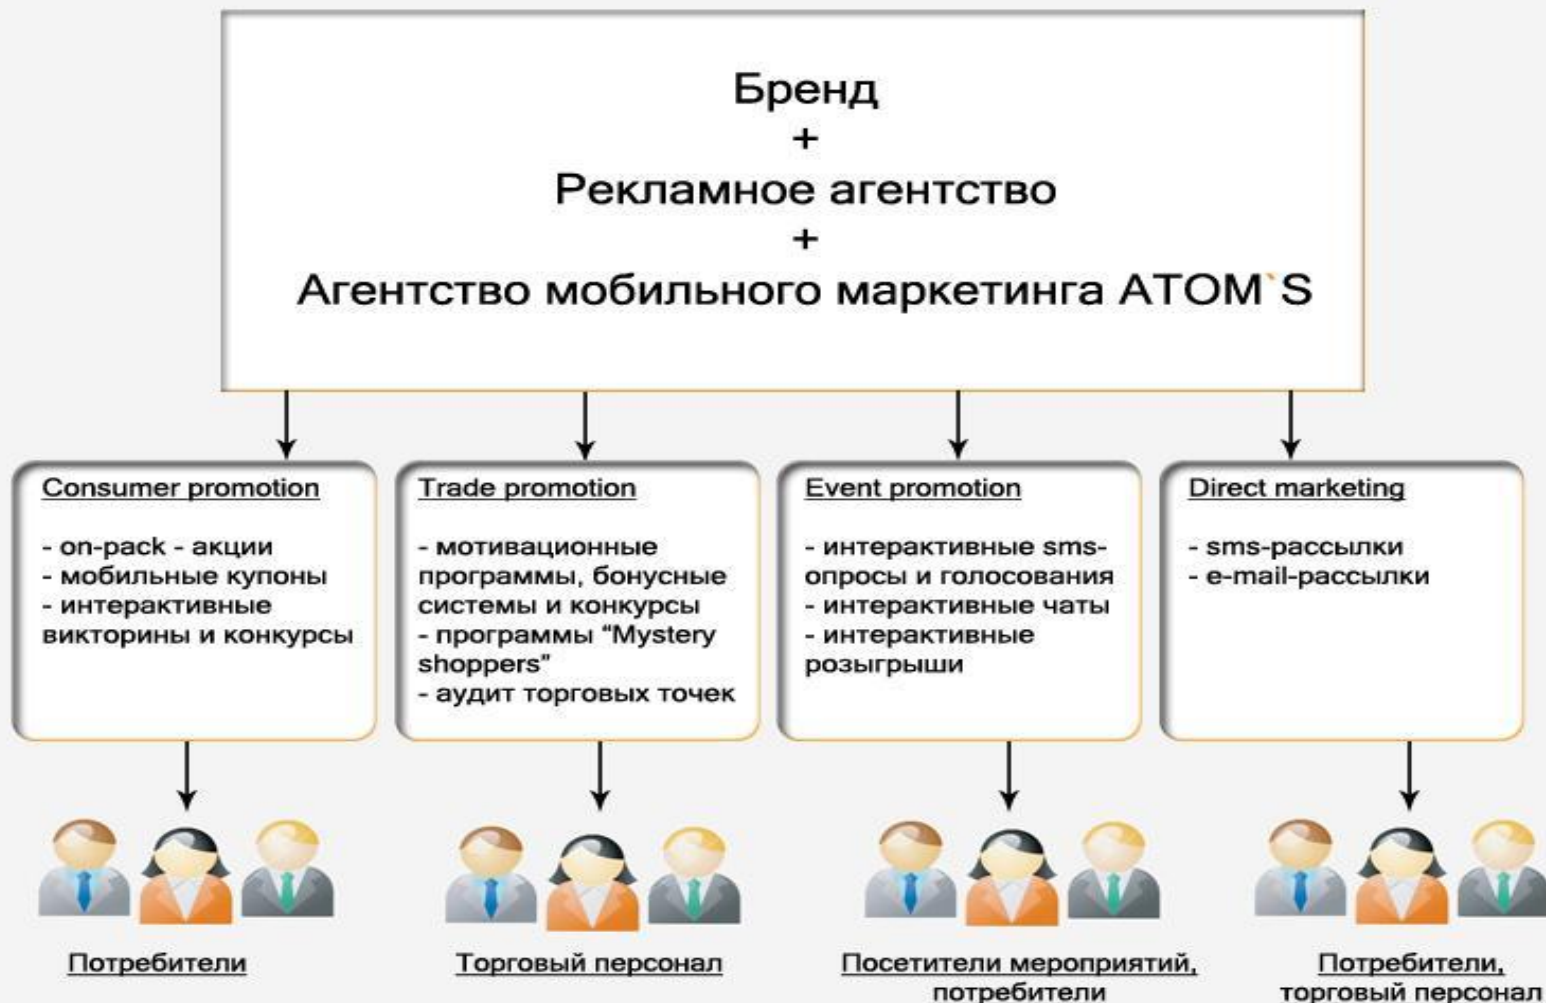 Бренд
+
Рекламное агентство
+
Агентство мобильного маркетинга ATOM`S
Consumer promotion
- on-pack - акции
- мобильные купоны
- интерактивные
викторины и конкурсы
Trade promotion
- мотивационные
программы, бонусные
системы и конкурсы
- программы “Mystery
shoppers”
- аудит торговых точек
Event promotion
- интерактивные sms-
опросы и голосования
- интерактивные чаты
- интерактивные
розыгрыши
Direct marketing
- sms-рассылки
- e-mail-рассылки
Потребители
Торговый персонал
Посетители мероприятий,
потребители
Потребители,
торговый персонал